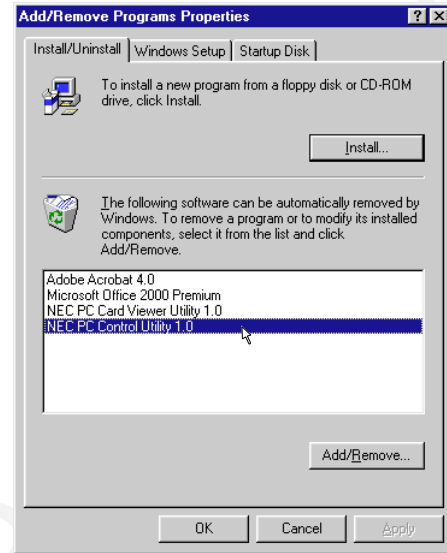 Add/Remove Programs Properties
Install/Uninstall Windows Setup Startup Disk
To install a new program from a floppy disk or CD-ROM
drive, click Install.
Install...
The following software can be automatically removed by
Windows. To remove a program or to modify its installed
components, select it from the list and click
Add/Remove.
Adobe Acrobat 4.0
Microsoft Office 2000 Premium
NEC PC Card Viewer Utility 1.0
NEC PC Control Utility 1.0
Add/Remove...
OK Cancel Apply